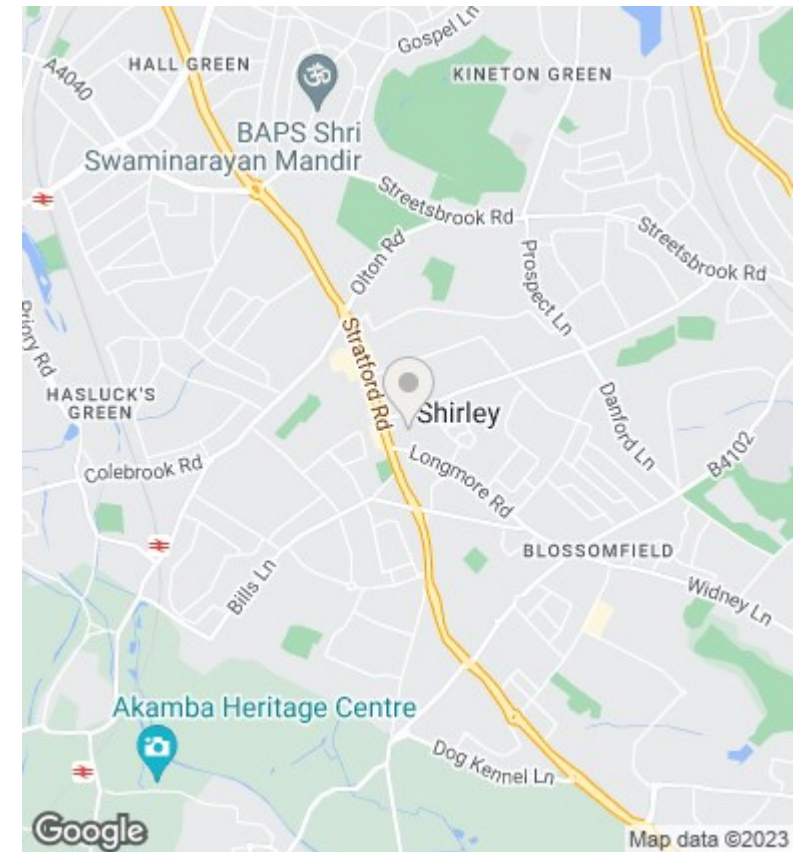 Gospel Ln
HALL GREEN
KINETON GREEN
A4040
BAPS Shri
Swaminarayan Mandir
Streetsbrook Rd
Streetsbrook Rd
Olton Rd
Prospect Ln
Priory Rd
Stratford Rd
HASLUCK'S
GREEN
Shirley
Danford Ln
Colebrook Rd
Longmore Rd
B4102
BLOSSOMFIELD
Bills Ln
Widney Ln
Akamba Heritage Centre
Dog Kennel Ln
Google
Map data ©2023